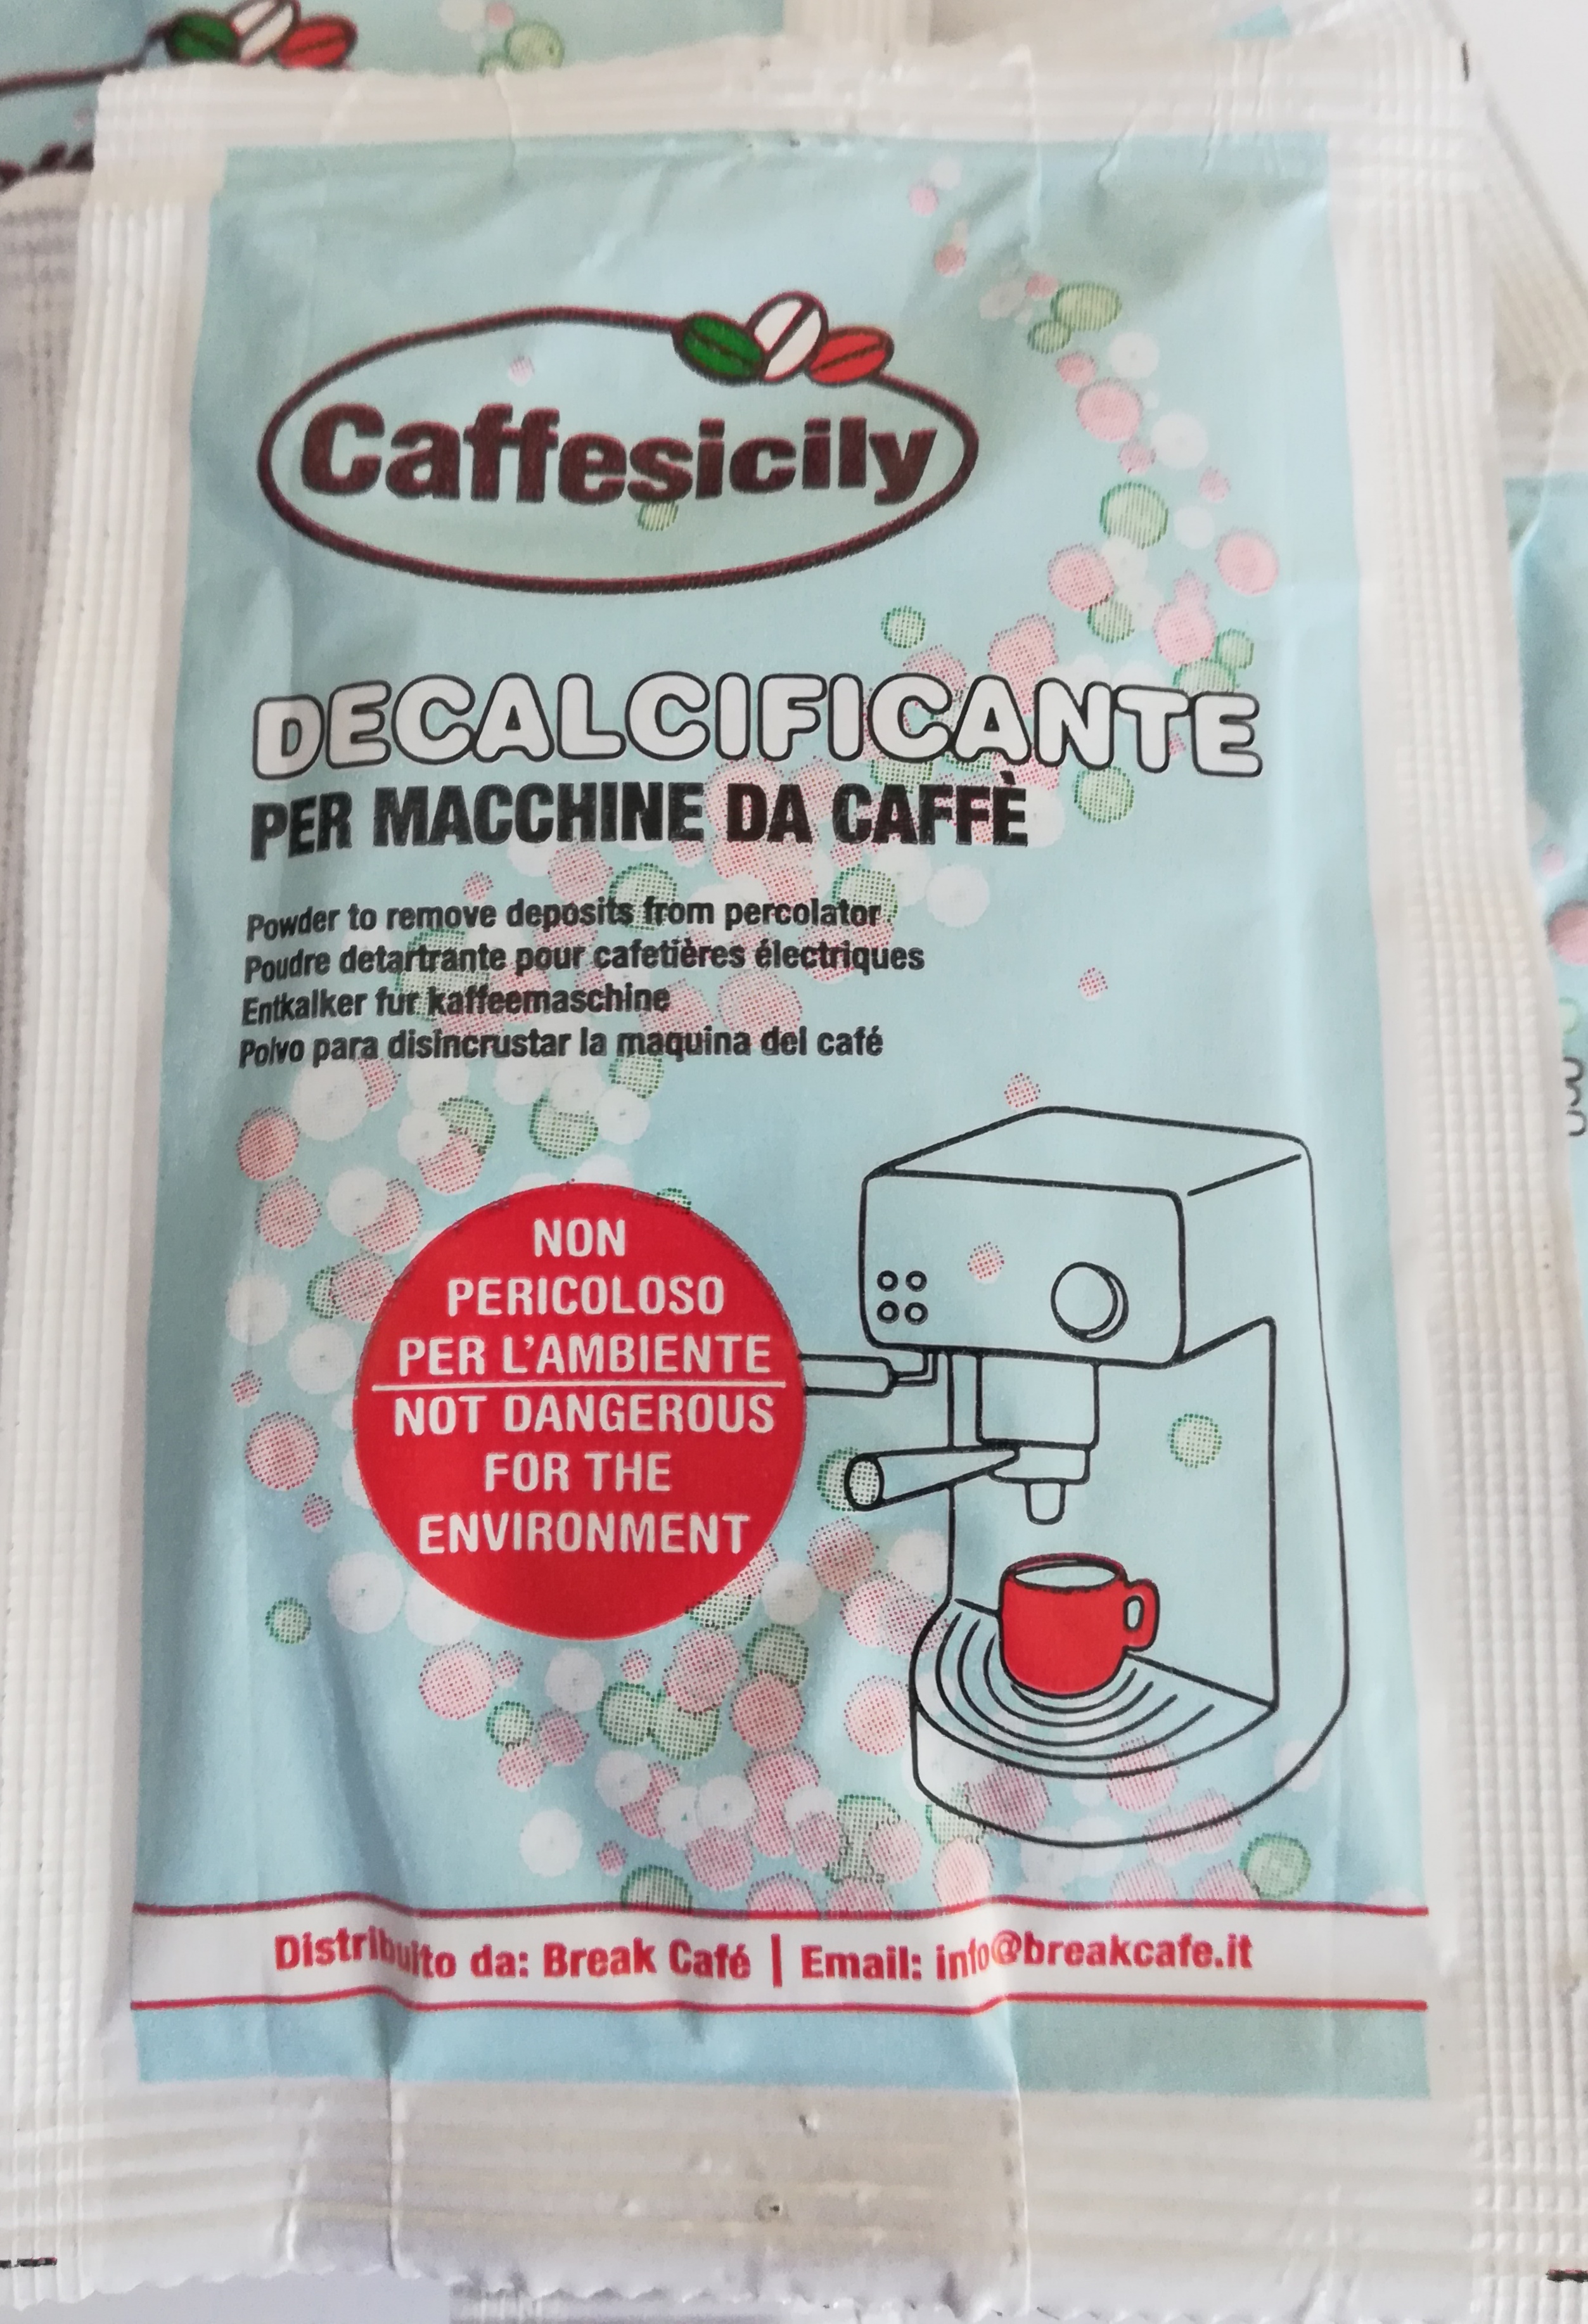 Caffesicily
DECALCIFICANTE
PER MACCHINE DA CAFFÈ
Powder to remove deposits from percolator
Poudre detartrante pour cafetières électriques
Entkalker fur kaffeemaschine
Polvo para disincrustar la maquina del café
NON
PERICOLOSO
PER L'AMBIENTE
NOT DANGEROUS
FOR THE
ENVIRONMENT
Distribuito da: Break Café | Email: info@breakcafe.it